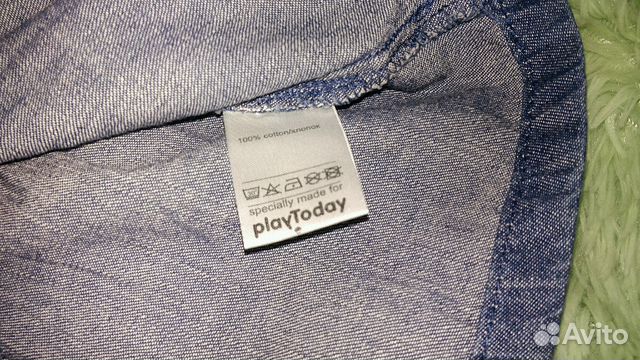 100% cotton/хлопок
specially made for
playToday
Avito